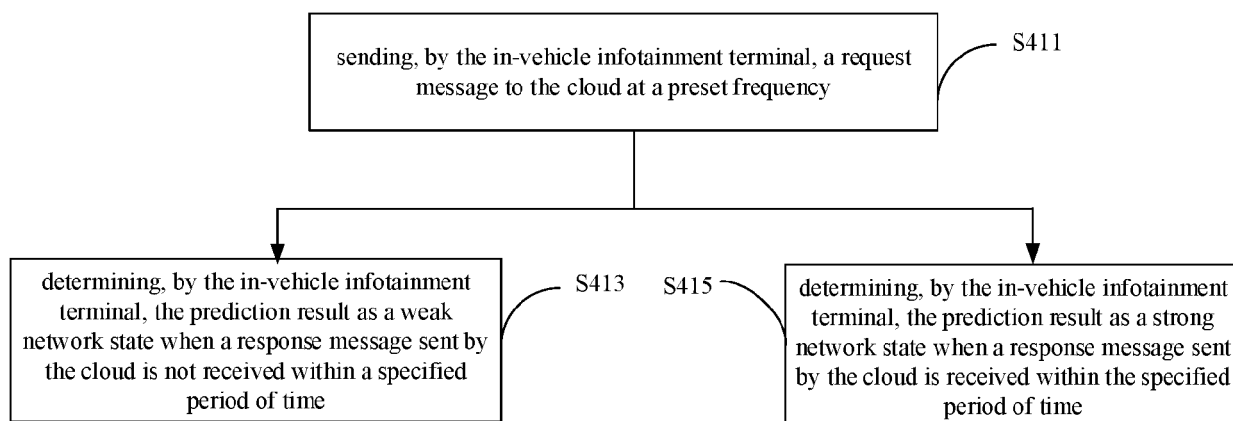 sending, by the in-vehicle infotainment terminal, a request
message to the cloud at a preset frequency
S411
determining, by the in-vehicle infotainment
terminal, the prediction result as a weak
network state when a response message sent by
the cloud is not received within a specified
period of time
S413
S415
determining, by the in-vehicle infotainment
terminal, the prediction result as a strong
network state when a response message sent
by the cloud is received within the specified
period of time